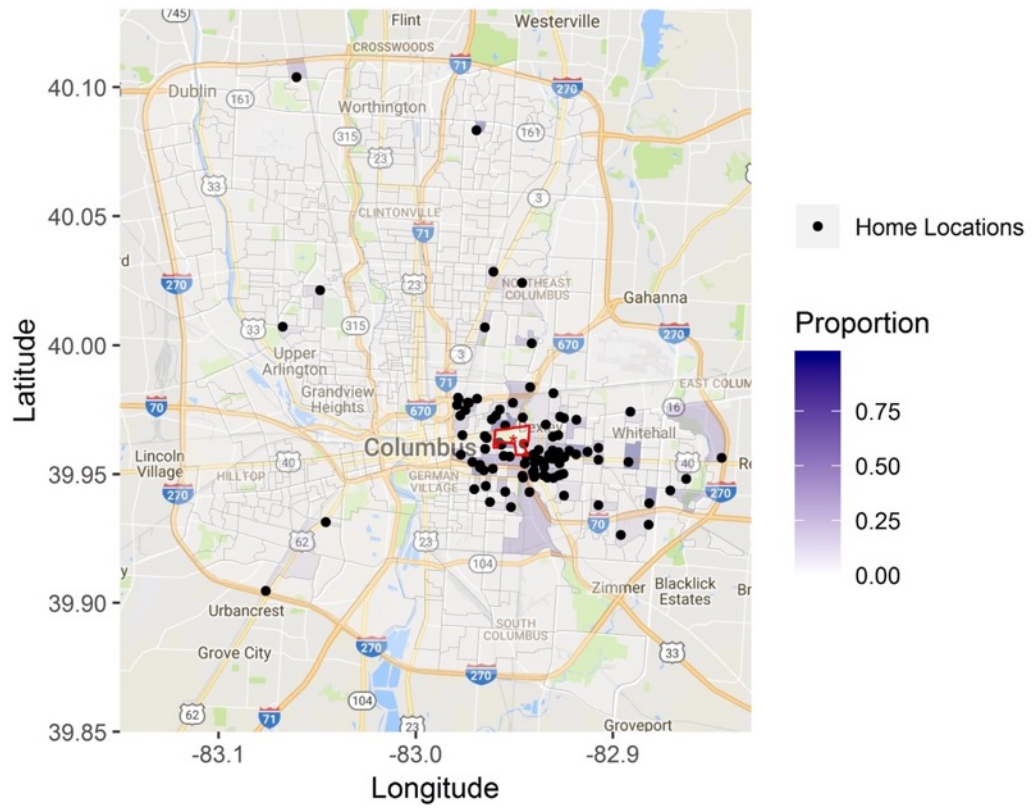 745
Flint
Westerville
CROSSWOODS
71
270
40.10
Dublin
161
Worthington
315
161
23
33
3
40.05
CLINTONVILLE
71
270
23
NORTHEAST
COLUMBUS
Gahanna
33
315
670
270
40.00
3
Upper
Arlington
71
EAST COLUM
Grandview
Heights
70
670
16
Columbus
Whitehall
Lincoln
Village
40
HILLTOP
GERMAN
VILLAGE
40
Re
39.95
270
270
70
62
23
104
Zimmer
Blacklick
Estates
Br
39.90
Urbancrest
SOUTH
COLUMBUS
Grove City
270
33
270
62
71
104
23
Groveport
39.85
-83.1
-83.0
-82.9
Longitude
Latitude
Home Locations
Proportion
0.75
0.50
0.25
0.00